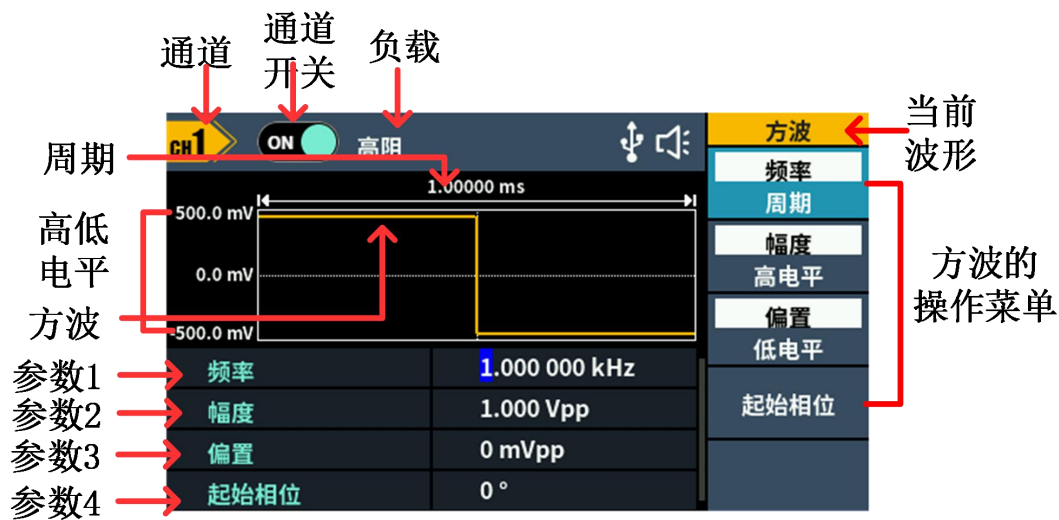 通道
通道
开关
负载
CH1
ON
高阻
方波
当前
波形
周期
1.00000 ms
频率
周期
高低
电平
500.0 mV
0.0 mV
-500.0 mV
幅度
高电平
方波的
操作菜单
方波
偏置
低电平
参数1
频率
1.000 000 kHz
起始相位
参数2
幅度
1.000 Vpp
参数3
偏置
0 mVpp
参数4
起始相位
0 °